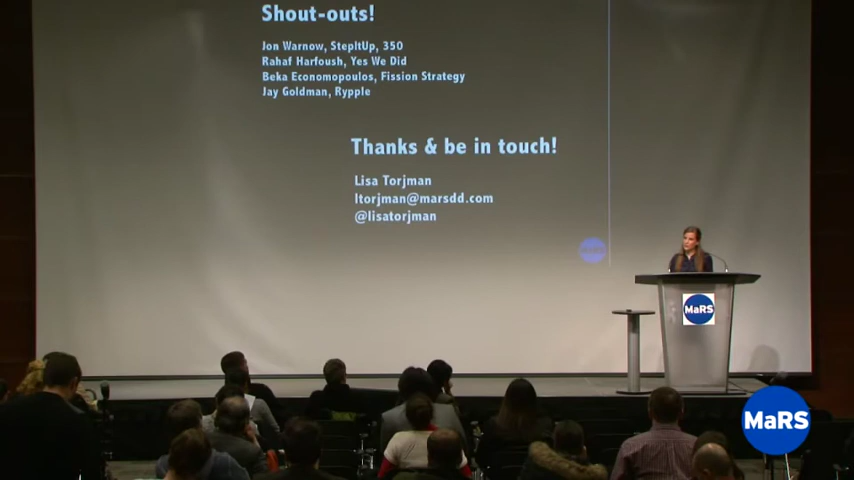 Shout-outs!
Jon Warnow, StepItUp, 350
Rahaf Harfoush, Yes We Did
Beka Economopoulos, Fission Strategy
Jay Goldman, Rypple
Thanks & be in touch!
Lisa Torjman
ltorjman@marsdd.com
@lisatorjman
MaRS
MaRS
MaRS